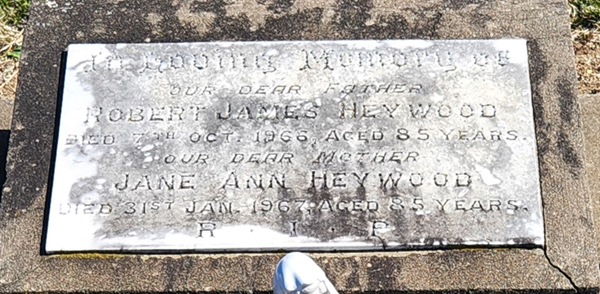 In Loving Memory of
OUR DEAR FATHER
ROBERT JAMES HEYWOOD
DIED 7TH OCT. 1966, AGED 85 YEARS.
OUR DEAR MOTHER
JANE ANN HEYWOOD
DIED 31ST JAN. 1967, AGED 85 YEARS.
R · I · P